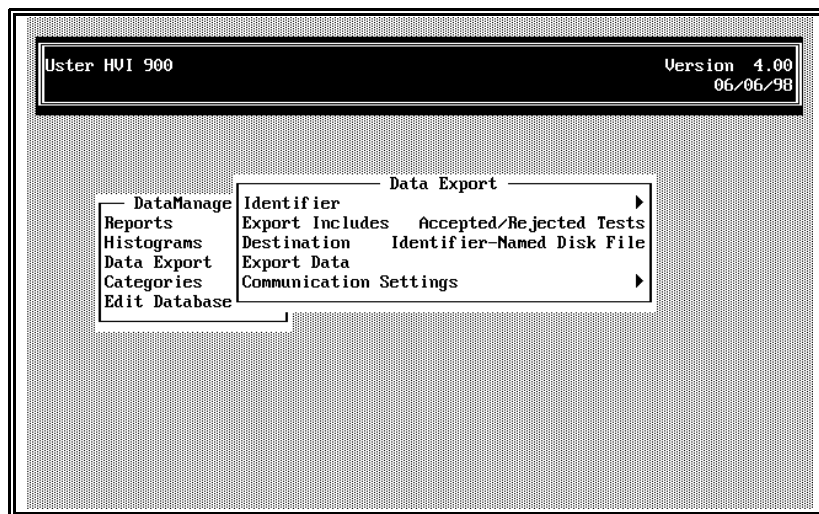 Uster HVI 900 Version 4.00
06/06/98
Data Export
DataManage
Identifier
Reports
Export Includes Accepted/Rejected Tests
Histograms
Destination Identifier-Named Disk File
Data Export
Export Data
Categories
Communication Settings
Edit Database